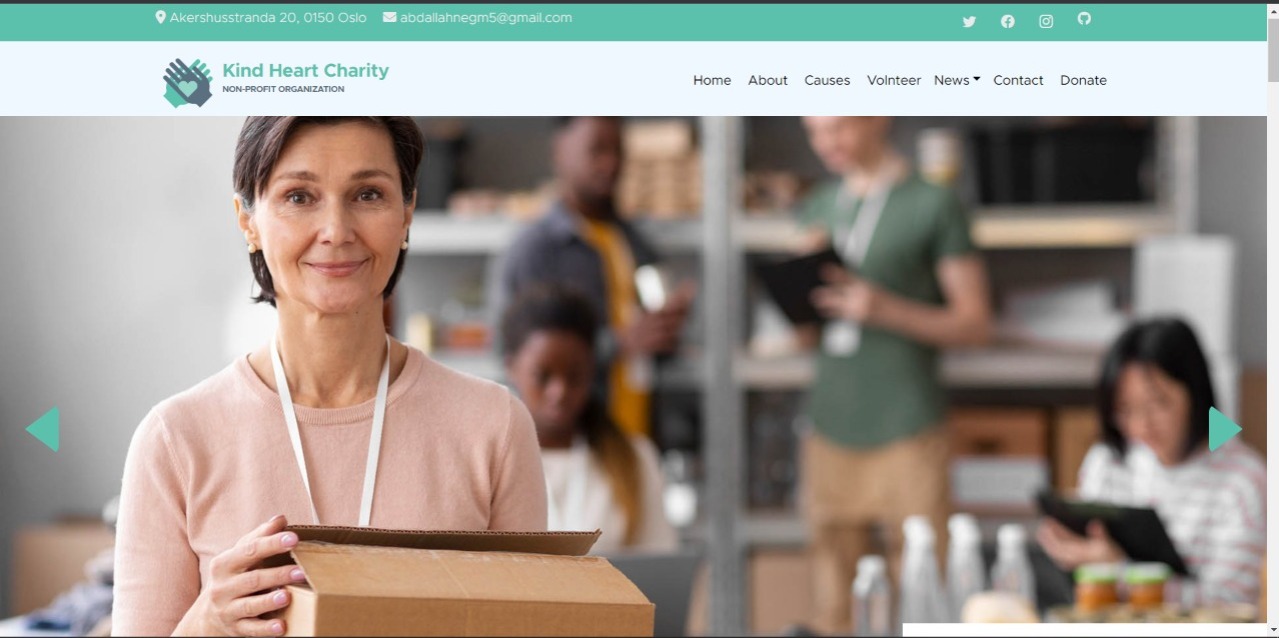 Akershusstranda 20, 0150 Oslo abdallahnegm5@gmail.com
Kind Heart Charity
NON-PROFIT ORGANIZATION
Home About Causes Volnteer News Contact Donate